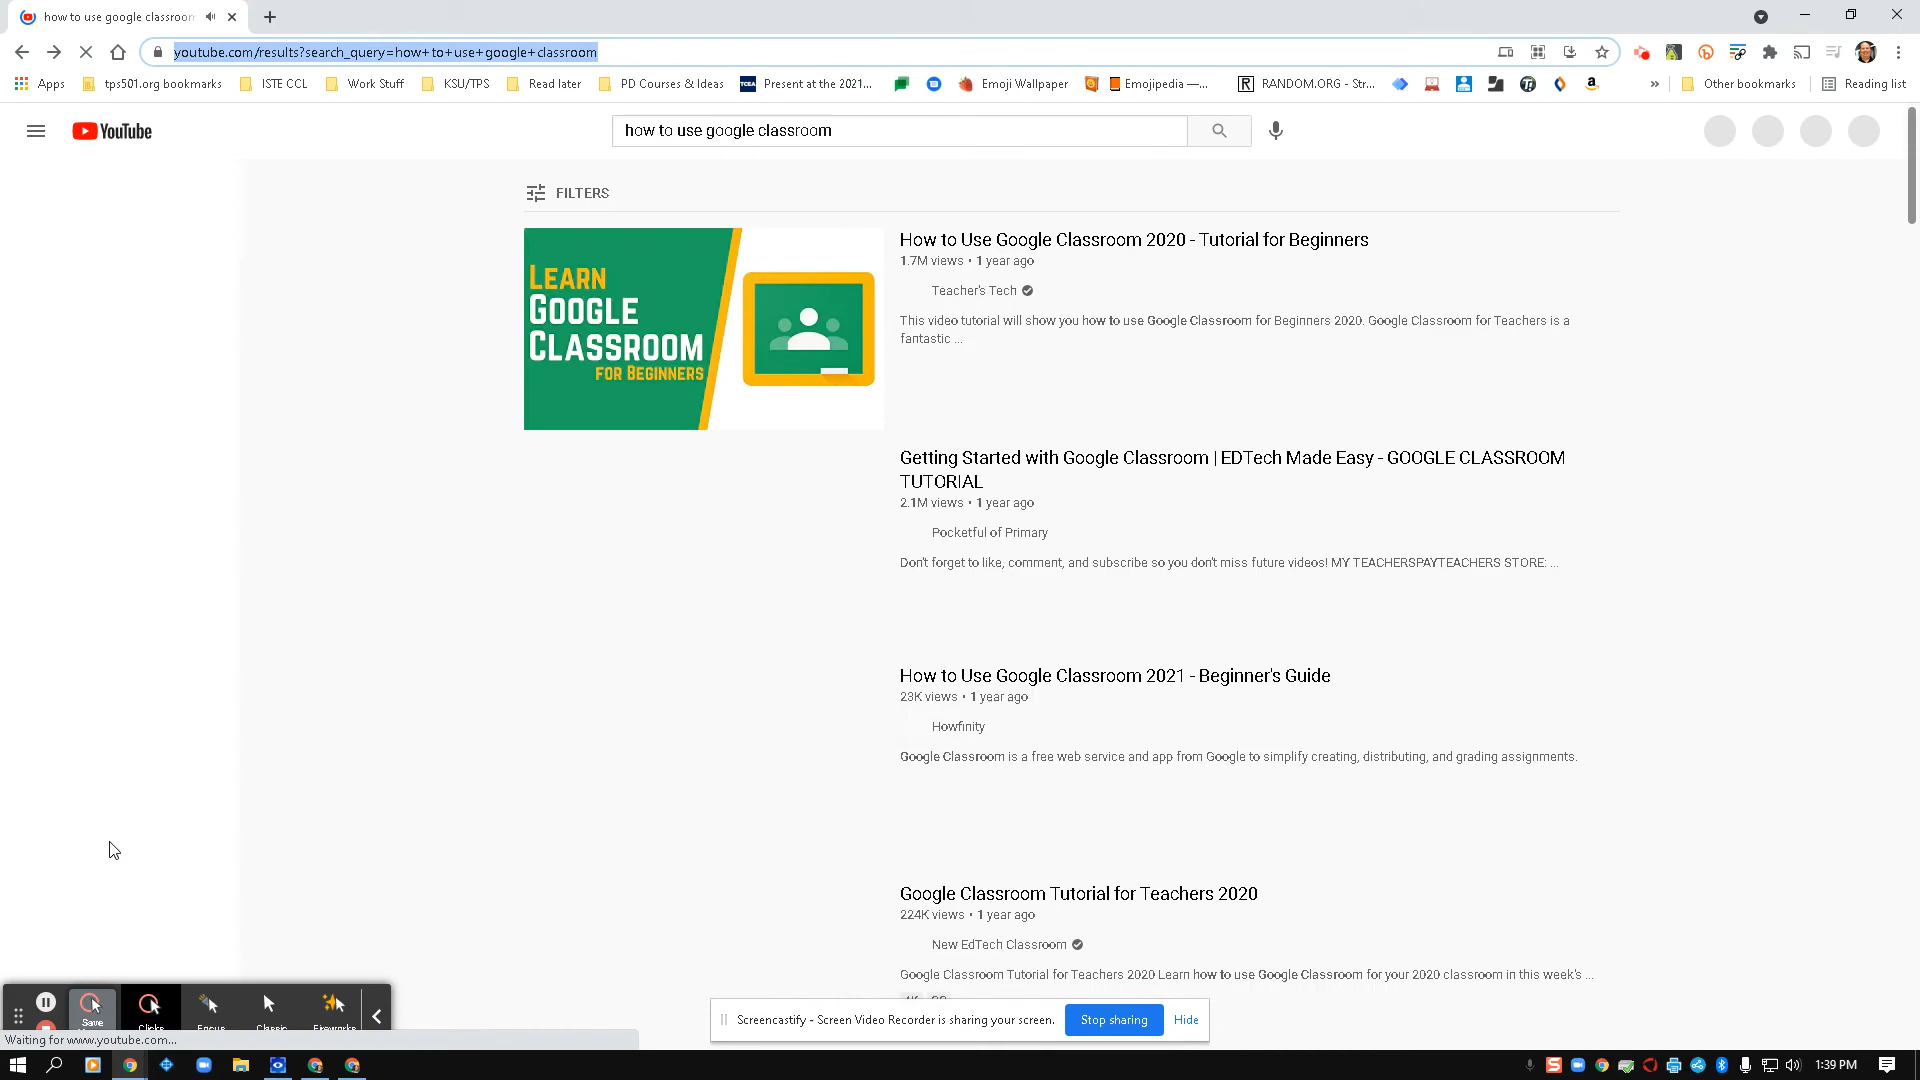 how to use google classroom
youtube.com/results?search_query=how+to+use+google+classroom
Apps
tps501.org bookmarks
ISTE CCL
Work Stuff
KSU/TPS
Read later
PD Courses & Ideas
TCEA
Present at the 2021...
Emoji Wallpaper
Emojipedia —...
R
RANDOM.ORG - Str...
»
Other bookmarks
Reading list
YouTube
how to use google classroom
FILTERS
LEARN
GOOGLE
CLASSROOM
FOR BEGINNERS
How to Use Google Classroom 2020 - Tutorial for Beginners
1.7M views • 1 year ago
Teacher's Tech
This video tutorial will show you how to use Google Classroom for Beginners 2020. Google Classroom for Teachers is a
fantastic ...
Getting Started with Google Classroom | EDTech Made Easy - GOOGLE CLASSROOM
TUTORIAL
2.1M views • 1 year ago
Pocketful of Primary
Don't forget to like, comment, and subscribe so you don't miss future videos! MY TEACHERSPAYTEACHERS STORE: ...
How to Use Google Classroom 2021 - Beginner's Guide
23K views • 1 year ago
Howfinity
Google Classroom is a free web service and app from Google to simplify creating, distributing, and grading assignments.
Google Classroom Tutorial for Teachers 2020
224K views • 1 year ago
New EdTech Classroom
Google Classroom Tutorial for Teachers 2020 Learn how to use Google Classroom for your 2020 classroom in this week's ...
Save
Clicks
Focus
Classic
Fireworks
Screencastify - Screen Video Recorder is sharing your screen.
Stop sharing
Hide
Waiting for www.youtube.com...
1:39 PM